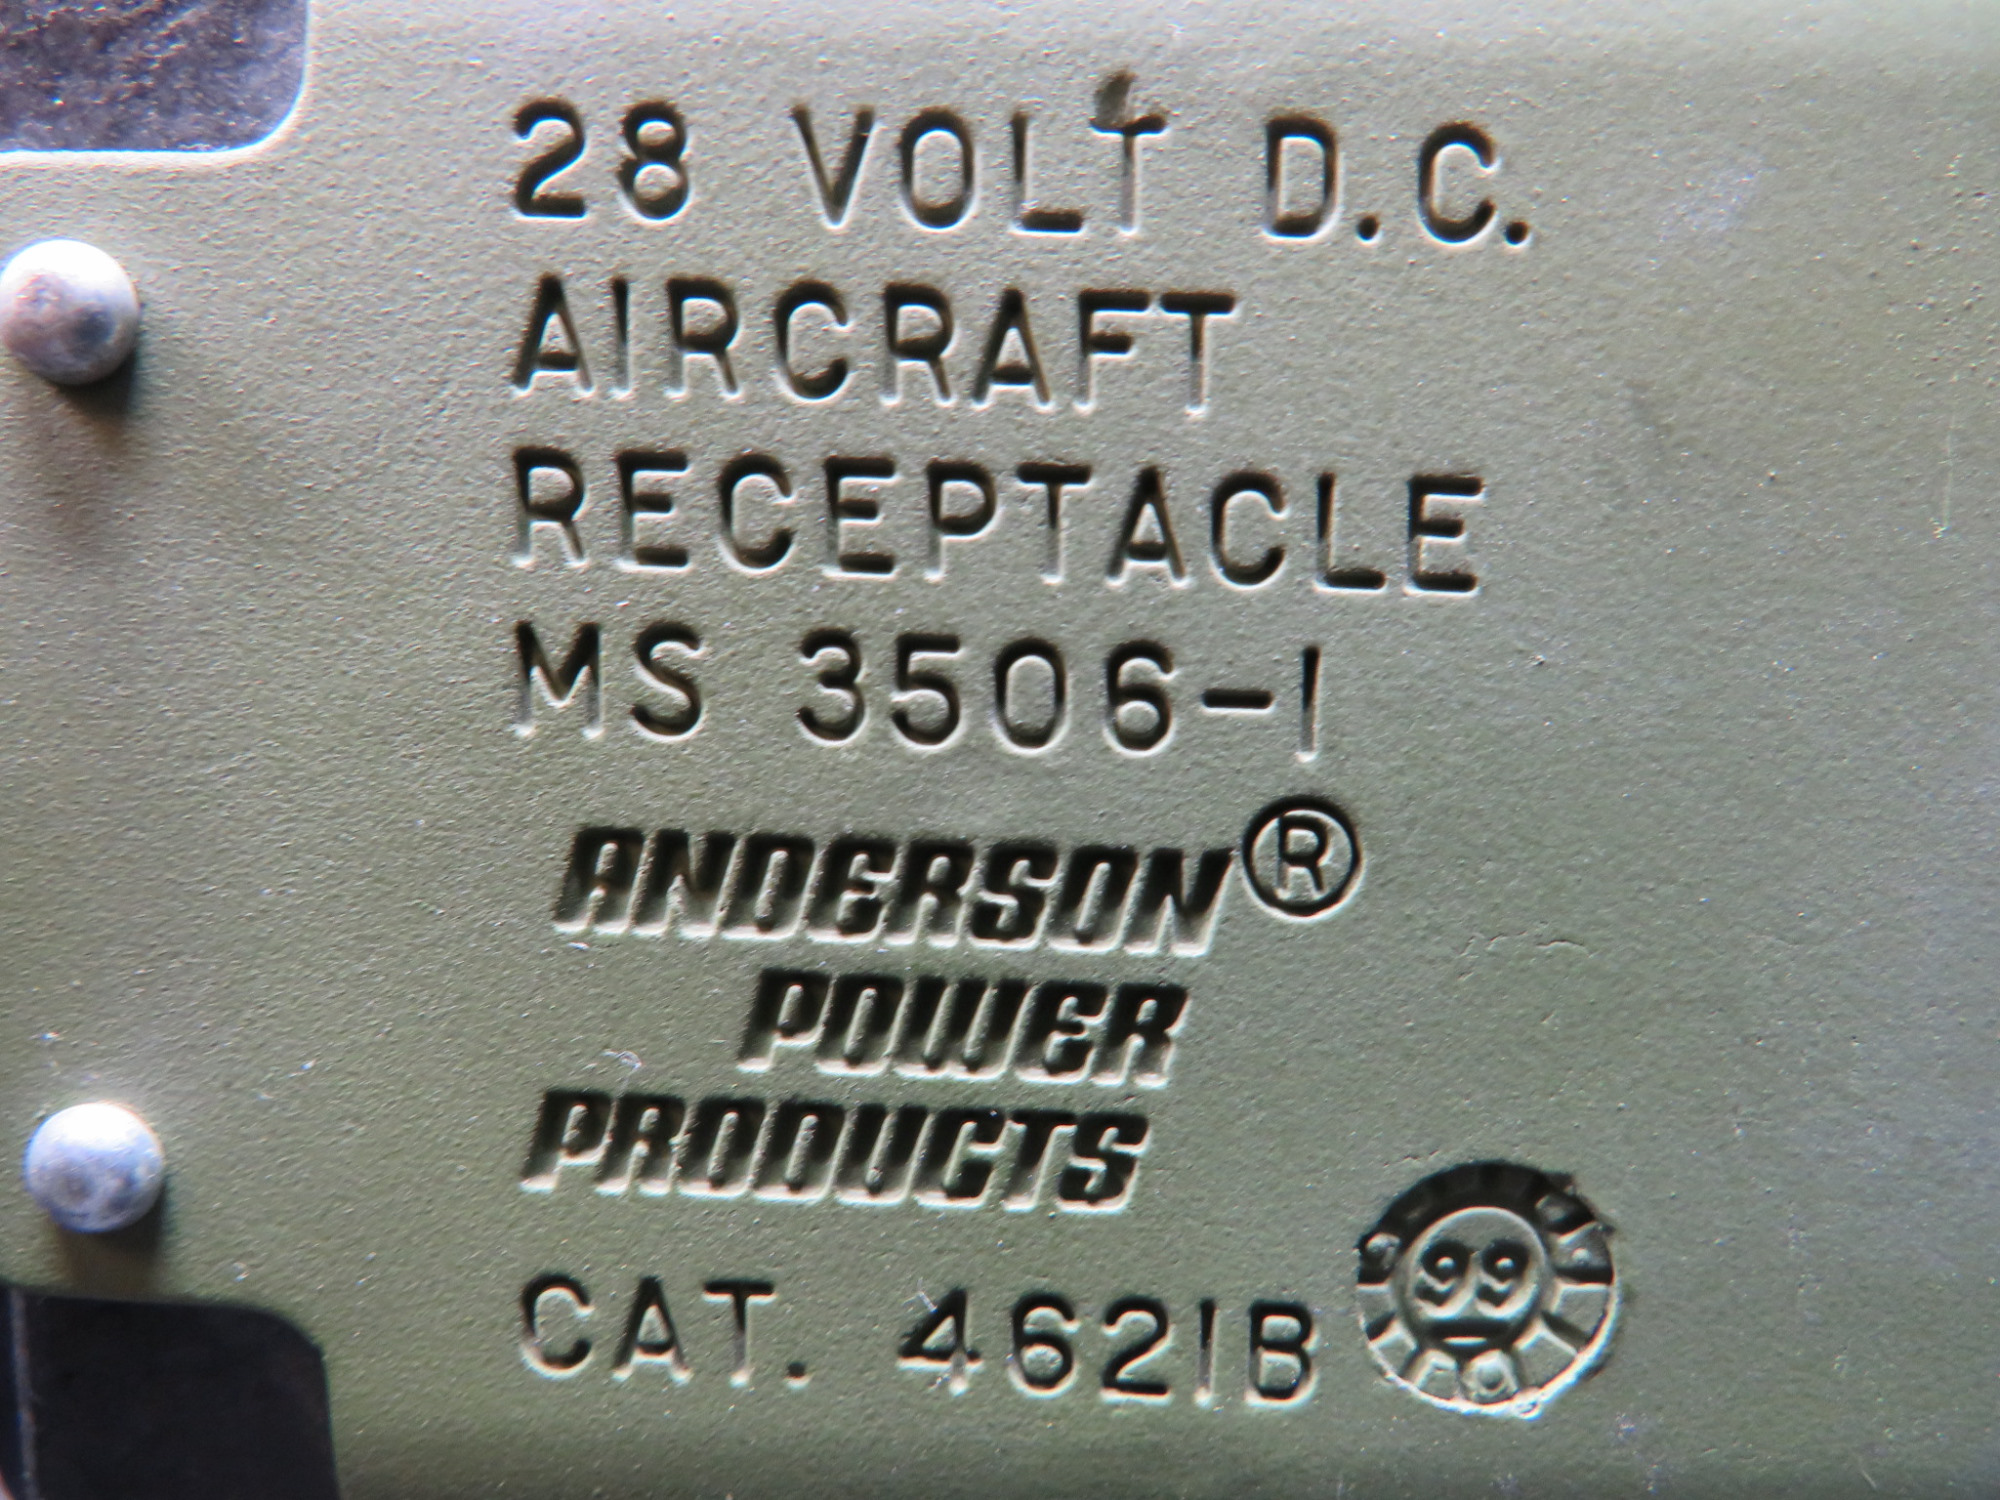 28 VOLT D.C.
AIRCRAFT
RECEPTACLE
MS 3506-1
ANDERSON®
POWER
PRODUCTS
CAT. 4621B
99